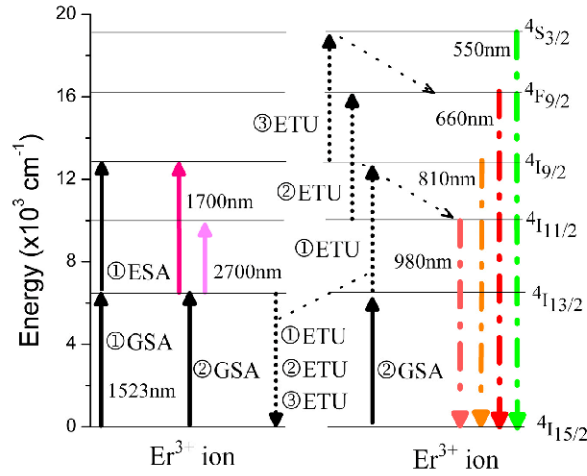 ⁴S₃/₂
20
550nm
⁴F₉/₂
16
③ETU
660nm
⁴I₉/₂
12
②ETU
810nm
1700nm
⁴I₁₁/₂
①ETU
①ESA
2700nm
980nm
8
⁴I₁₃/₂
①GSA
①ETU
②GSA
②ETU
②GSA
4
1523nm
③ETU
0
⁴I₁₅/₂
Er³⁺ ion
Er³⁺ ion
Energy (x10³ cm⁻¹)